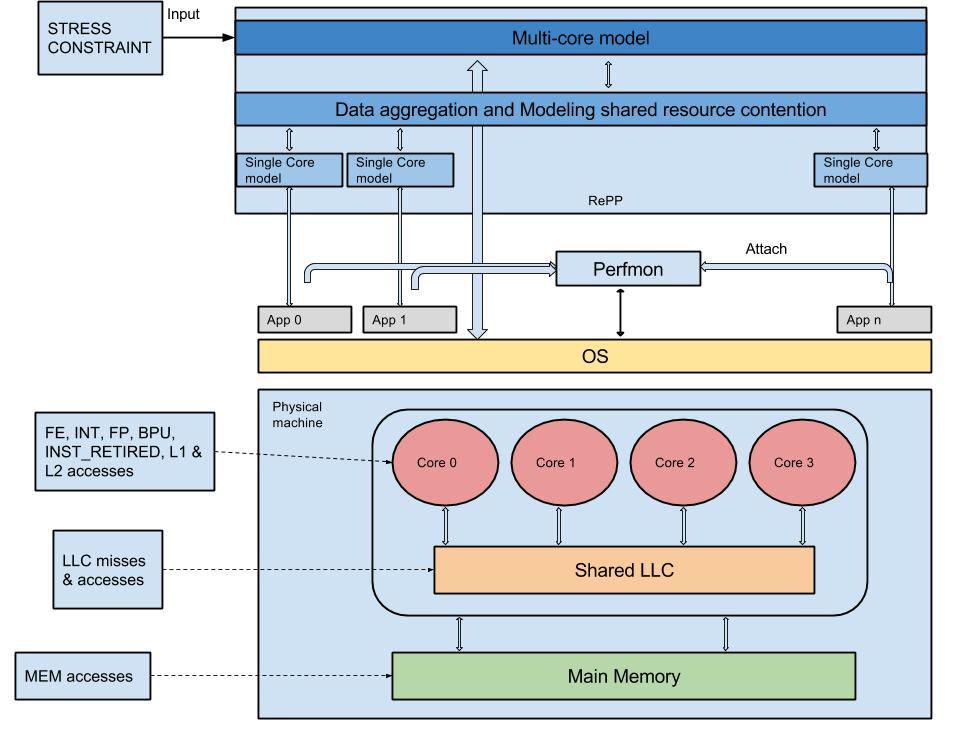 STRESS
CONSTRAINT
Input
Multi-core model
Data aggregation and Modeling shared resource contention
Single Core
model
Single Core
model
Single Core
model
RePP
Perfmon
Attach
App 0
App 1
App n
OS
Physical
machine
FE, INT, FP, BPU,
INST_RETIRED, L1 &
L2 accesses
Core 0
Core 1
Core 2
Core 3
LLC misses
& accesses
Shared LLC
MEM accesses
Main Memory